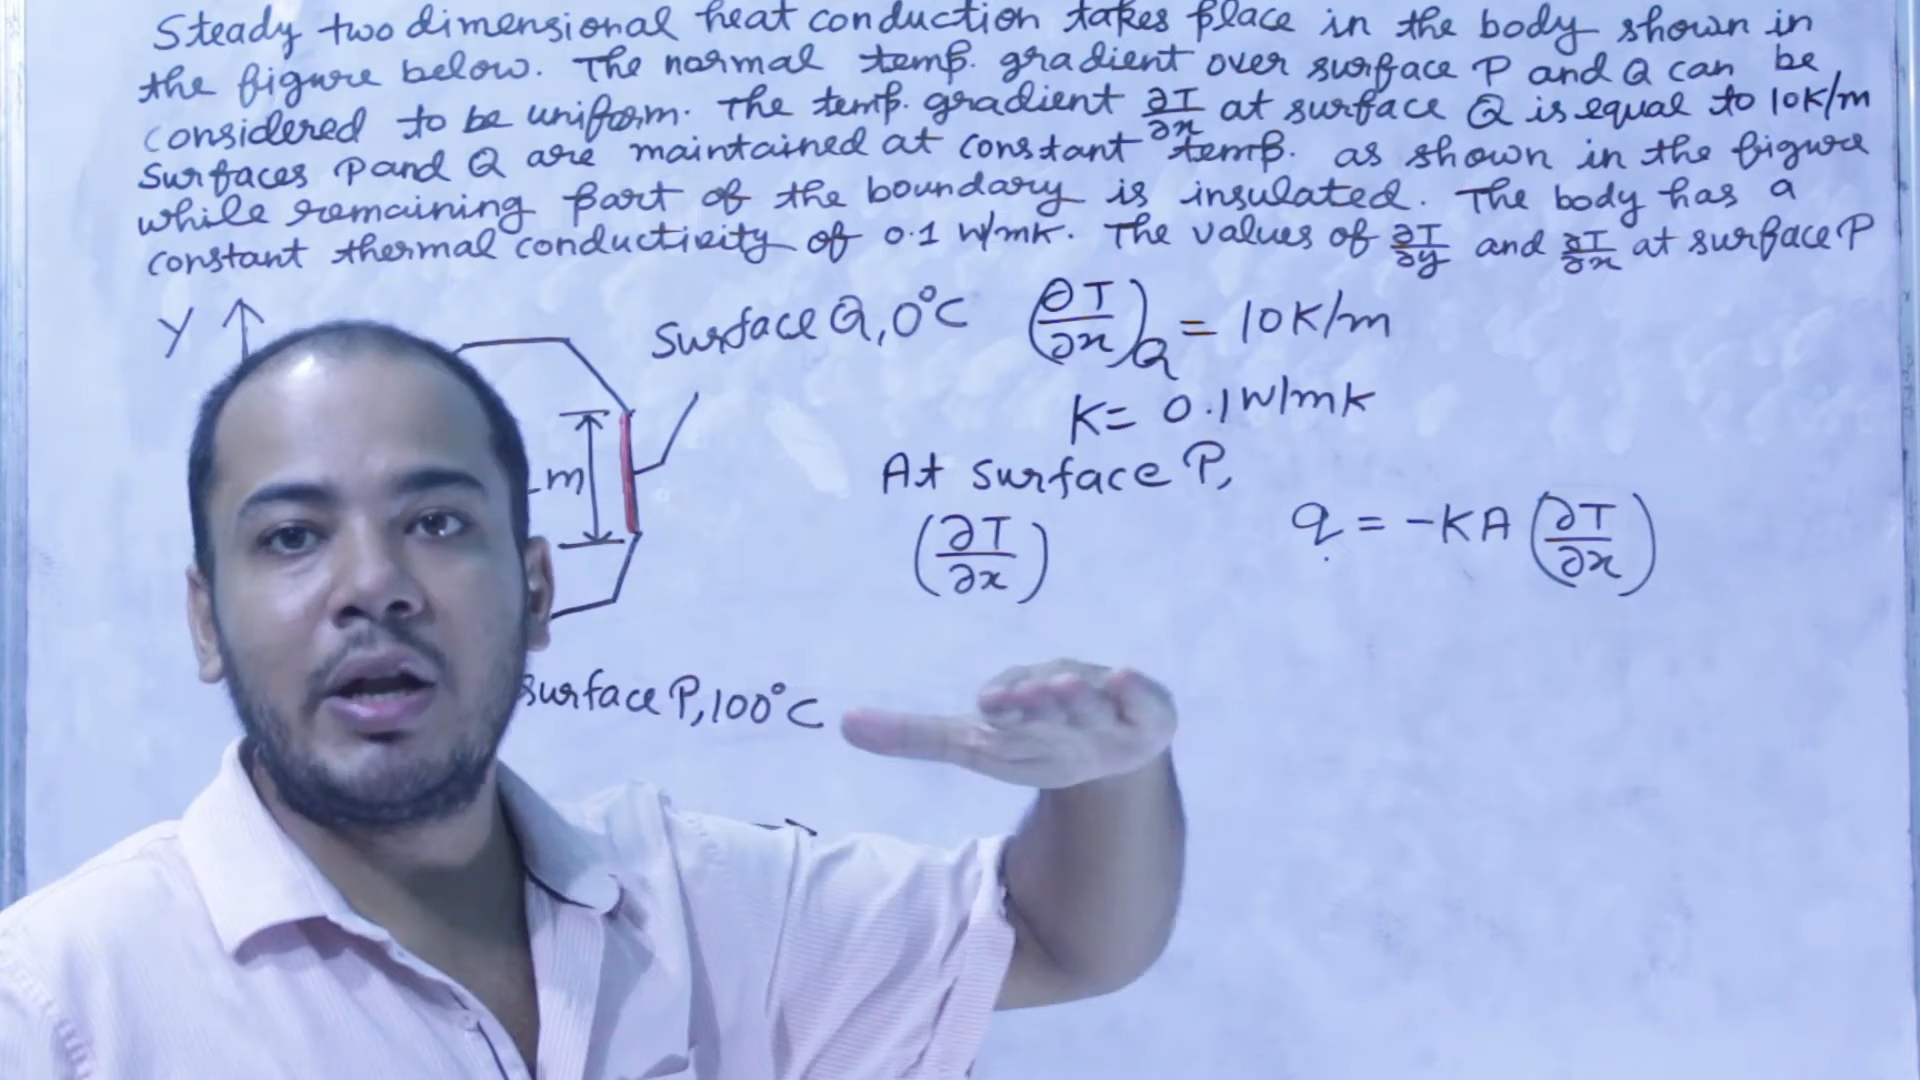 Steady two dimensional heat conduction takes place in the body shown in
the figure below. The normal temp. gradient over surface P and Q can be
considered to be uniform. The temp. gradient ∂T/∂x at surface Q is equal to 10K/m
Surfaces P and Q are maintained at constant temp. as shown in the figure
while remaining part of the boundary is insulated. The body has a
constant thermal conductivity of 0.1 W/mK. The values of ∂T/∂y and ∂T/∂x at surface P
Y
Surface Q, 0°C
(∂T/∂x)Q = 10K/m
K = 0.1W/mK
m
At surface P,
(∂T/∂x)
q = -KA (∂T/∂x)
surface P, 100°C